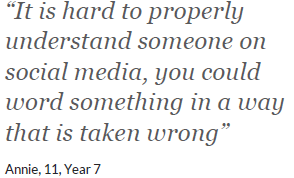 “It is hard to properly
understand someone on
social media, you could
word something in a way
that is taken wrong”
Annie, 11, Year 7